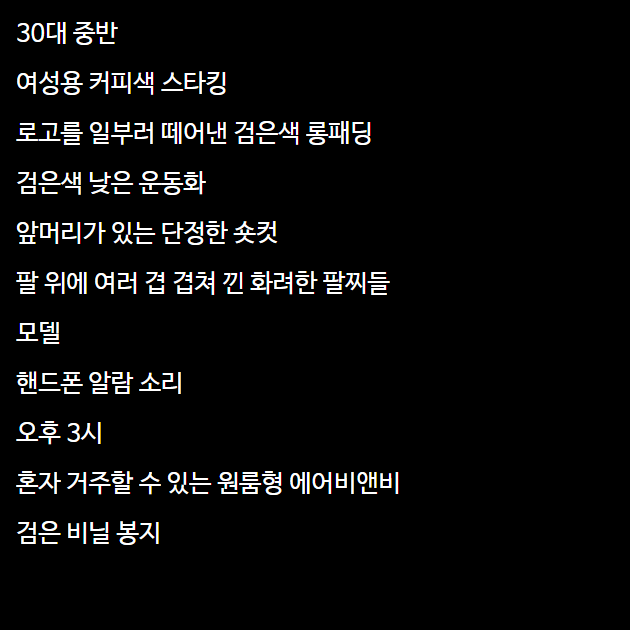 30대 중반
여성용 커피색 스타킹
로고를 일부러 떼어낸 검은색 롱패딩
검은색 낮은 운동화
앞머리가 있는 단정한 숏컷
팔 위에 여러 겹 겹쳐 낀 화려한 팔찌들
모델
핸드폰 알람 소리
오후 3시
혼자 거주할 수 있는 원룸형 에어비앤비
검은 비닐 봉지